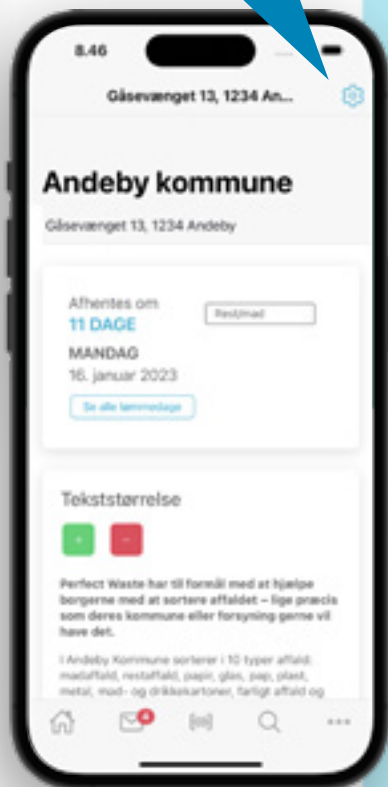 8.46
Gåsevænget 13, 1234 An...
Andeby kommune
Gåsevænget 13, 1234 Andeby
Afhentes om
11 DAGE
Rest/mad
MANDAG
16. januar 2023
Se alle tømmedage
Tekststørrelse
+ -
Perfect Waste har til formål med at hjælpe
borgerne med at sortere affaldet – lige præcis
som deres kommune eller forsyning gerne vil
have det.
I Andeby Kommune sorterer i 10 typer affald:
madaffald, restaffald, papir, glas, pap, plast,
metal, mad- og drikkekartoner, farligt affald og
4